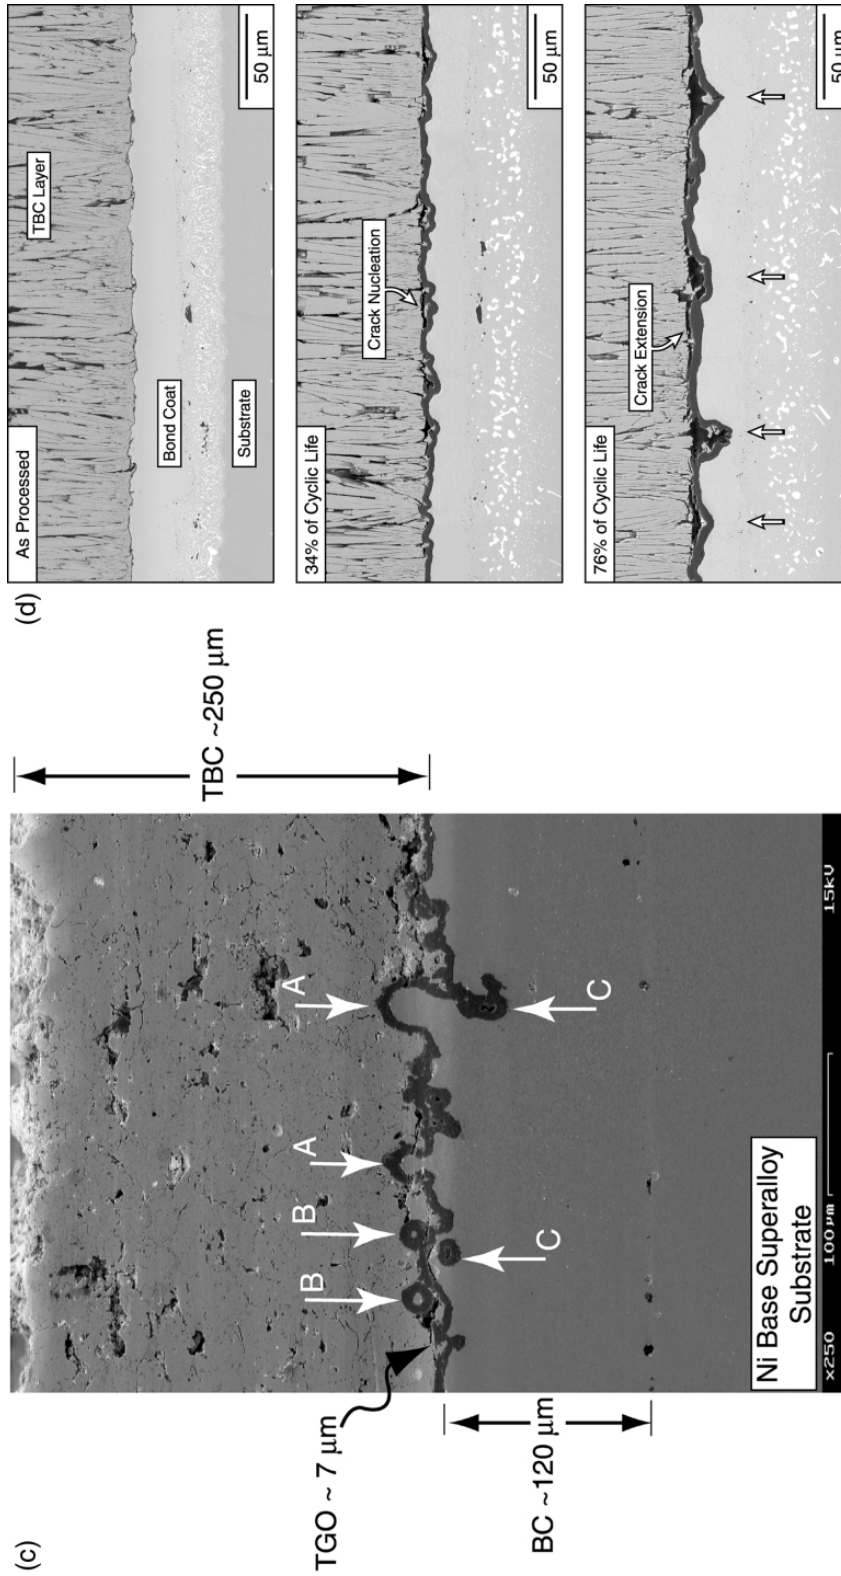 (c)
TBC ~250 μm
A
A
B
B
C
C
TGO ~ 7 μm
BC ~120 μm
Ni Base Superalloy
Substrate
x250
100μm
15kV
(d)
As Processed
TBC Layer
Bond Coat
Substrate
50 μm
34% of Cyclic Life
Crack Nucleation
50 μm
76% of Cyclic Life
Crack Extension
50 μm